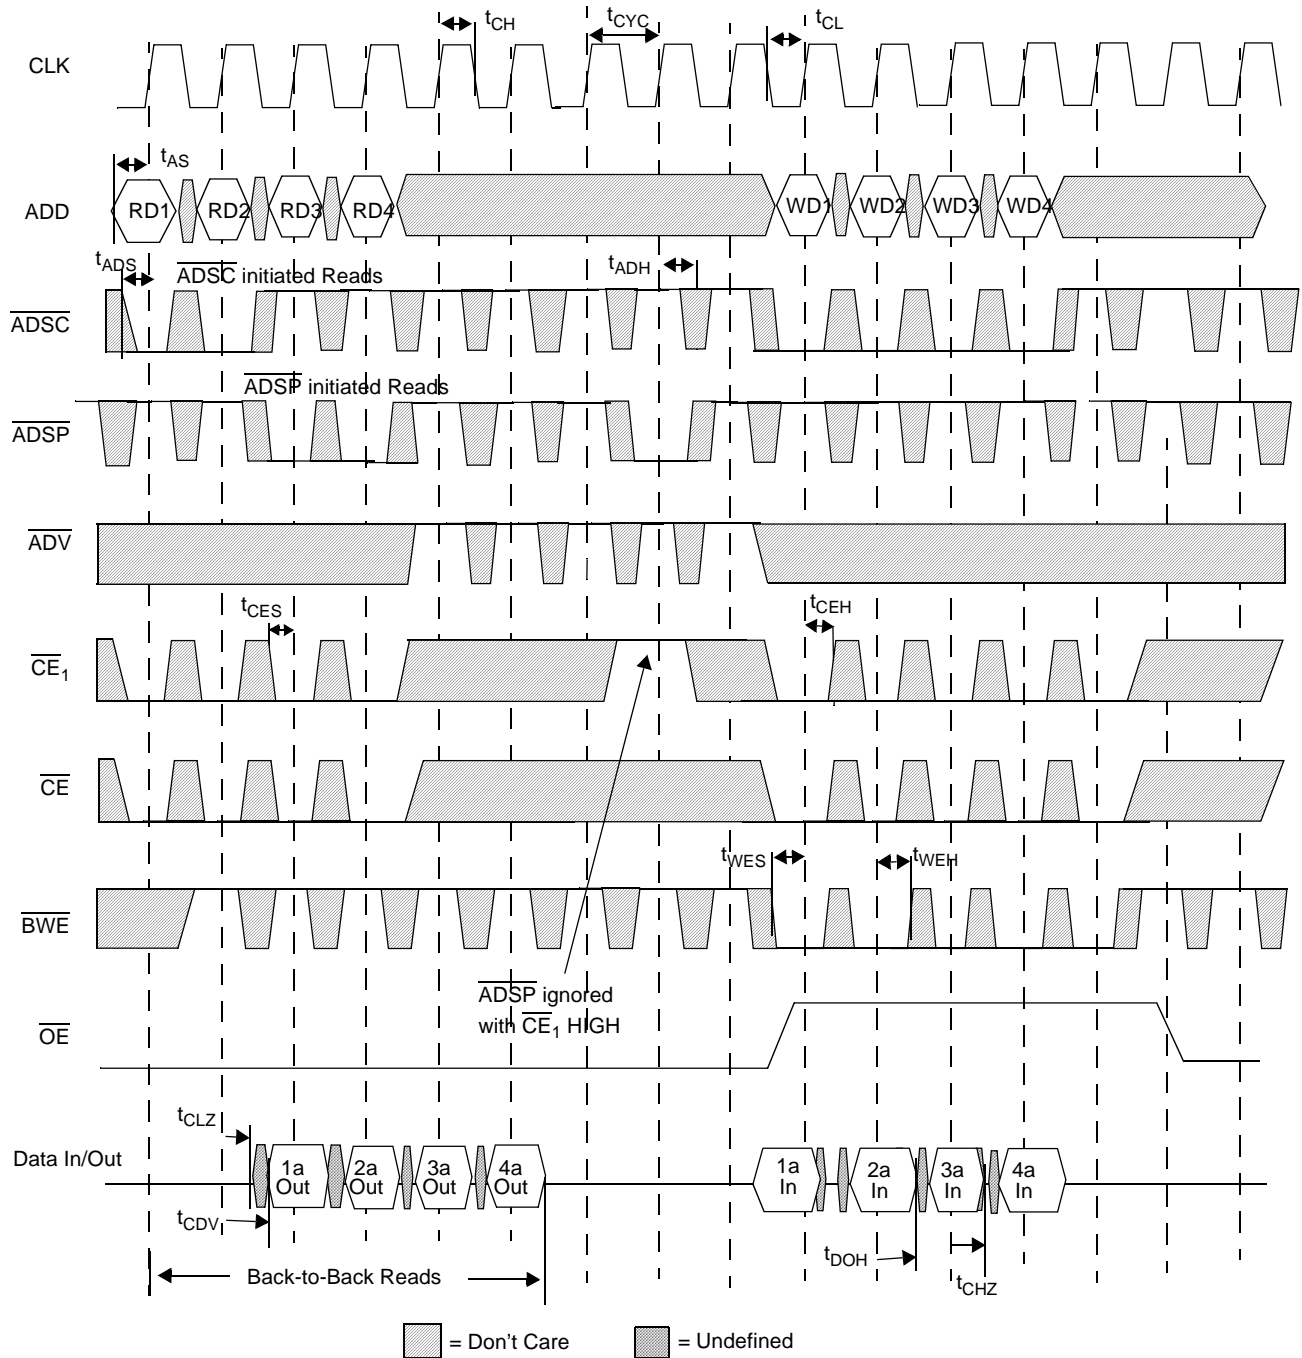 tCH tCYC tCL
CLK
tAS
ADD RD1 RD2 RD3 RD4 WD1 WD2 WD3 WD4
tADS ADSC initiated Reads tADH
ADSC
ADSP initiated Reads
ADSP
ADV
tCES tCEH
CE1
CE
tWES tWEH
BWE
ADSP ignored
with CE1 HIGH
OE
tCLZ
Data In/Out
1a Out 2a Out 3a Out 4a Out 1a In 2a In 3a In 4a In
tCDV
tDOH
tCHZ
Back-to-Back Reads
= Don't Care = Undefined